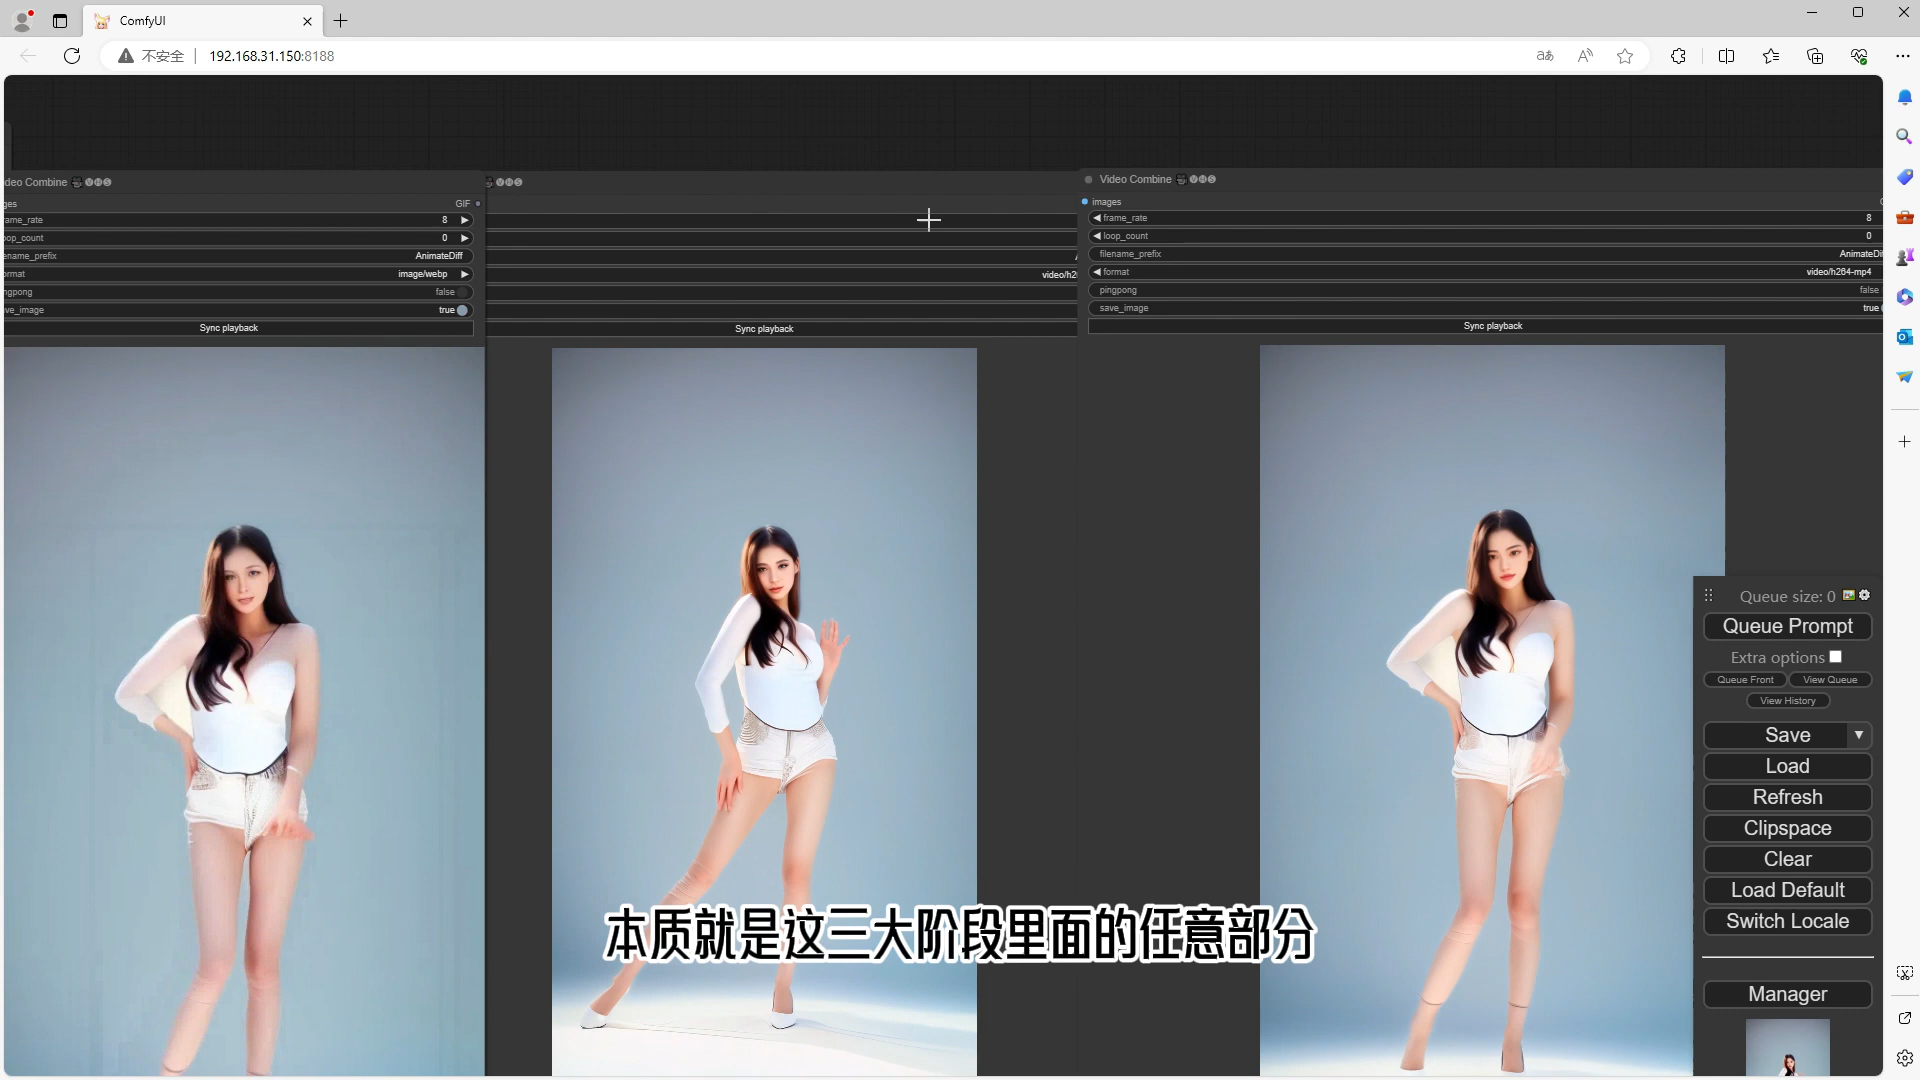 ComfyUI
不安全 192.168.31.150:8188
deo Combine 🎥🅥🅗🅢
ges GIF
rame_rate 8
oop_count 0
ename_prefix AnimateDiff
ormat image/webp
ngpong false
ve_image true
Sync playback
🎥🅥🅗🅢
video/h2
Sync playback
Video Combine 🎥🅥🅗🅢
images
frame_rate 8
loop_count 0
filename_prefix AnimateDi
format video/h264-mp4
pingpong false
save_image true
Sync playback
Queue size: 0
Queue Prompt
Extra options
Queue Front View Queue
View History
Save
Load
Refresh
Clipspace
Clear
Load Default
Switch Locale
Manager
本质就是这三大阶段里面的任意部分